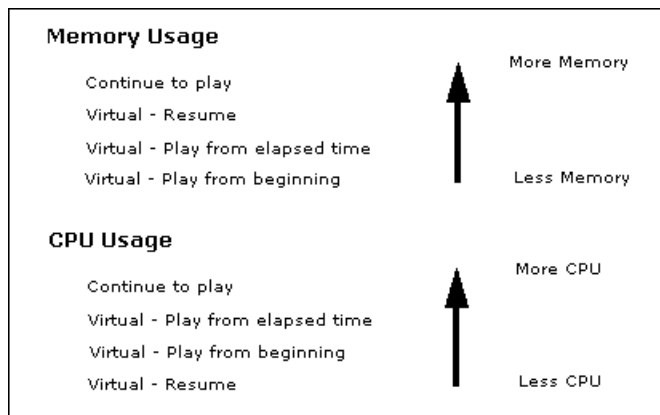 Memory Usage
More Memory
Continue to play
Virtual - Resume
Virtual - Play from elapsed time
Virtual - Play from beginning
Less Memory
CPU Usage
More CPU
Continue to play
Virtual - Play from elapsed time
Virtual - Play from beginning
Virtual - Resume
Less CPU